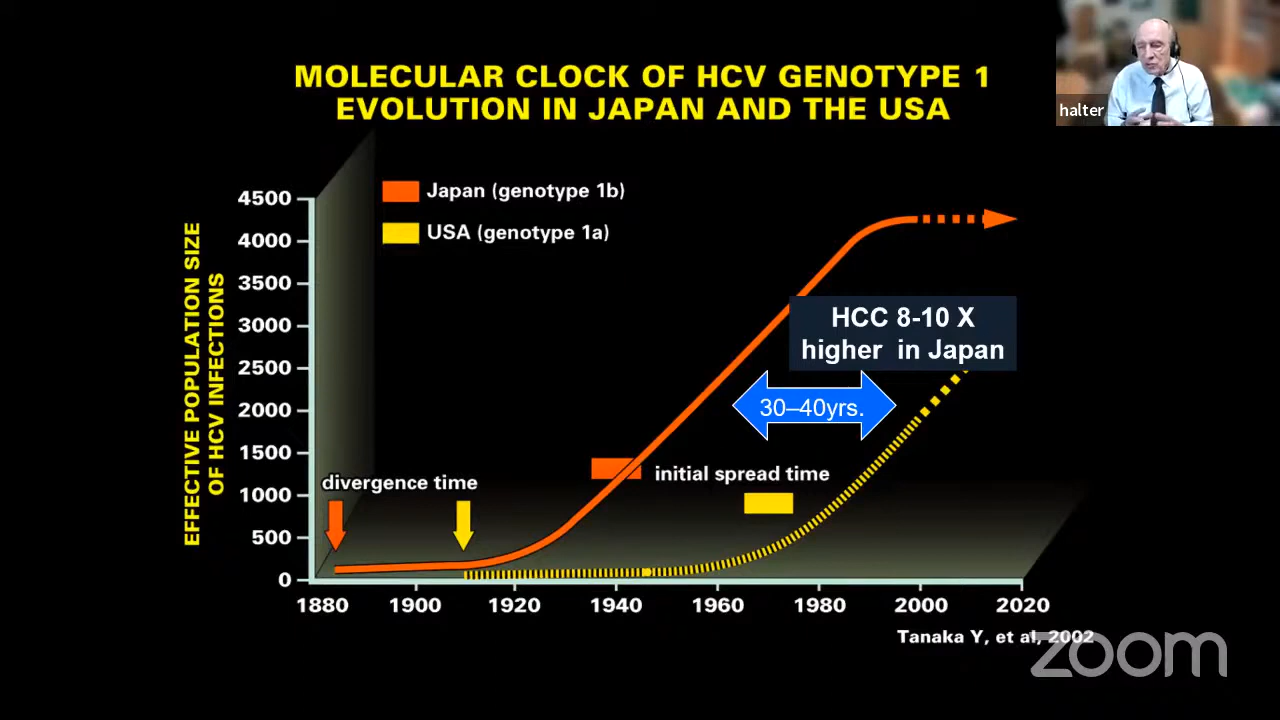 MOLECULAR CLOCK OF HCV GENOTYPE 1
EVOLUTION IN JAPAN AND THE USA
halter
Japan (genotype 1b)
USA (genotype 1a)
EFFECTIVE POPULATION SIZE
OF HCV INFECTIONS
4500
4000
3500
3000
2500
2000
1500
1000
500
0
HCC 8-10 X
higher in Japan
30–40yrs.
divergence time
initial spread time
1880 1900 1920 1940 1960 1980 2000 2020
Tanaka Y, et al, 2002
zoom